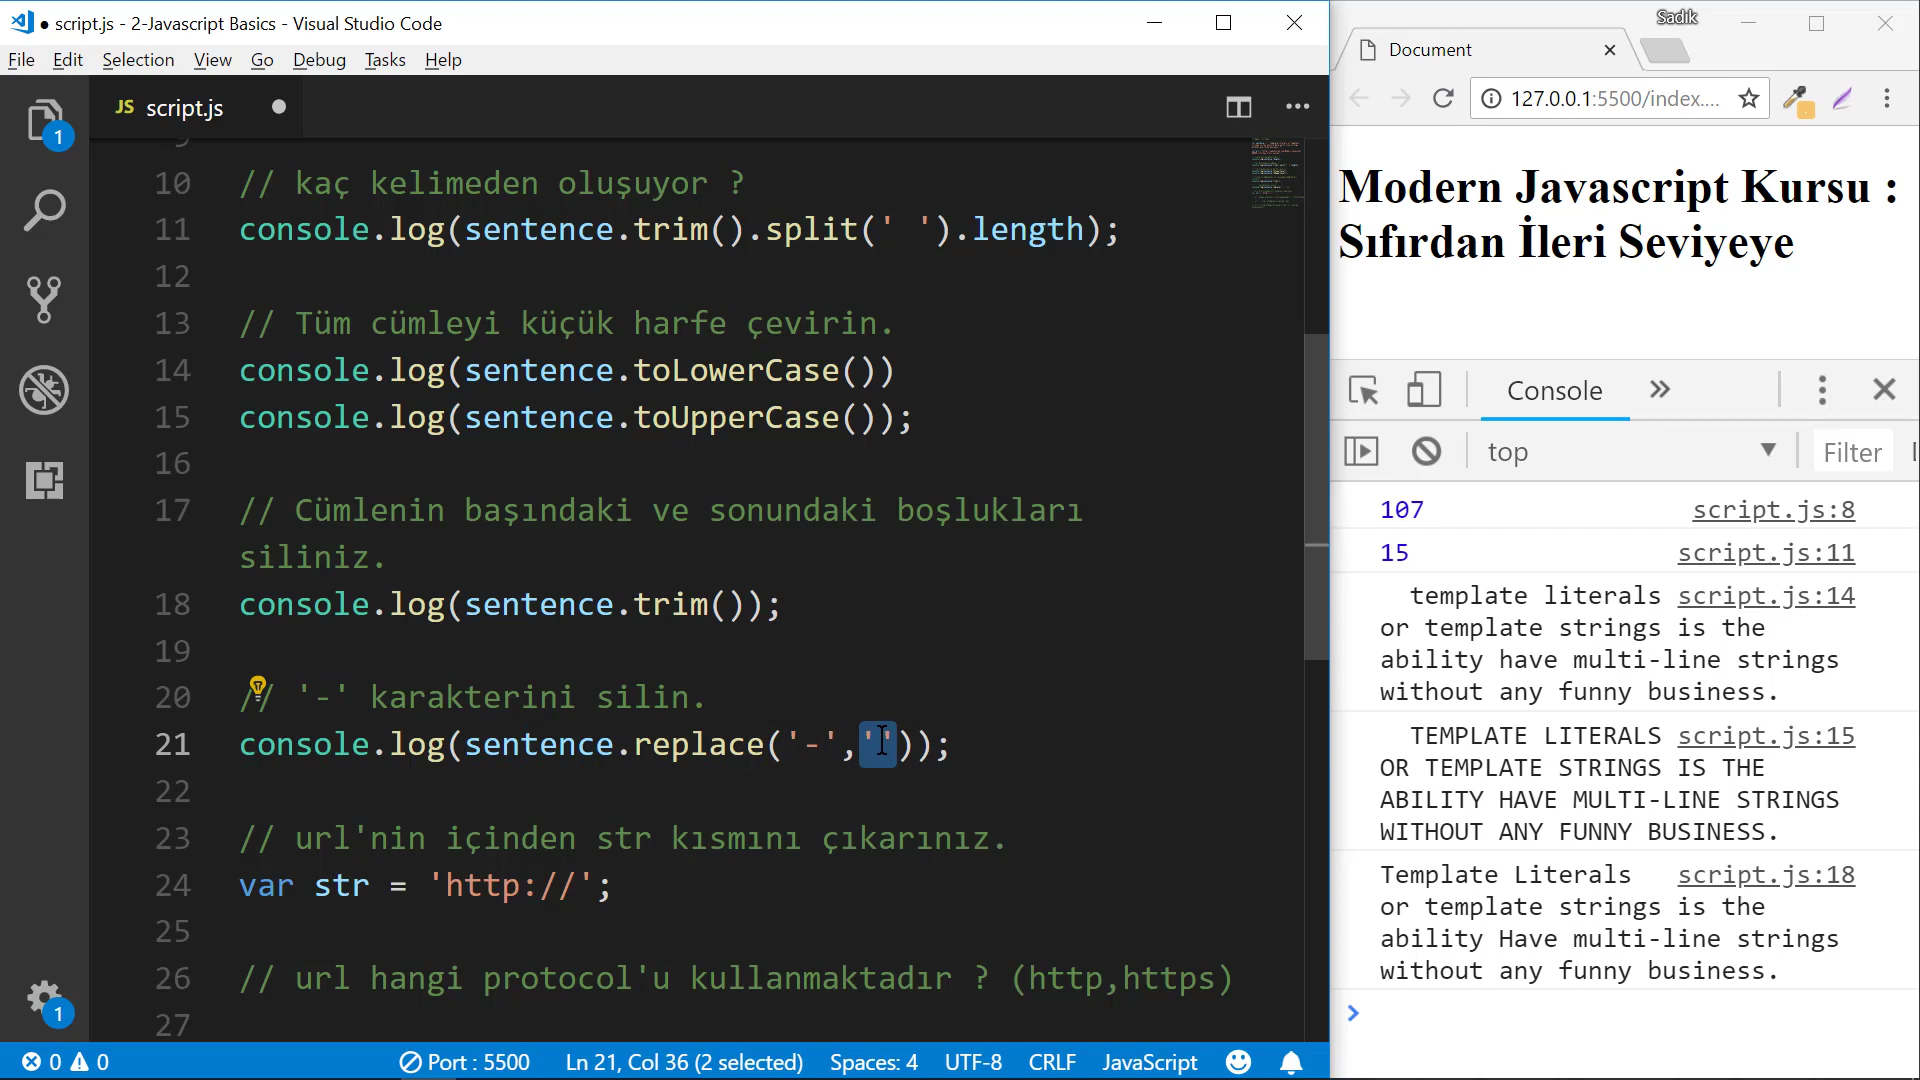 ● script.js - 2-Javascript Basics - Visual Studio Code
File Edit Selection View Go Debug Tasks Help
JS script.js
10 // kaç kelimeden oluşuyor ?
11 console.log(sentence.trim().split(' ').length);
12
13 // Tüm cümleyi küçük harfe çevirin.
14 console.log(sentence.toLowerCase())
15 console.log(sentence.toUpperCase());
16
17 // Cümlenin başındaki ve sonundaki boşlukları
siliniz.
18 console.log(sentence.trim());
19
20 // '-' karakterini silin.
21 console.log(sentence.replace('-',''));
22
23 // url'nin içinden str kısmını çıkarınız.
24 var str = 'http://';
25
26 // url hangi protocol'u kullanmaktadır ? (http,https)
27
1
1
0 0 Port : 5500 Ln 21, Col 36 (2 selected) Spaces: 4 UTF-8 CRLF JavaScript
Sadık
Document
127.0.0.1:5500/index....
Modern Javascript Kursu :
Sıfırdan İleri Seviyeye
Console
top Filter
107 script.js:8
15 script.js:11
template literals script.js:14
or template strings is the
ability have multi-line strings
without any funny business.
TEMPLATE LITERALS script.js:15
OR TEMPLATE STRINGS IS THE
ABILITY HAVE MULTI-LINE STRINGS
WITHOUT ANY FUNNY BUSINESS.
Template Literals script.js:18
or template strings is the
ability Have multi-line strings
without any funny business.